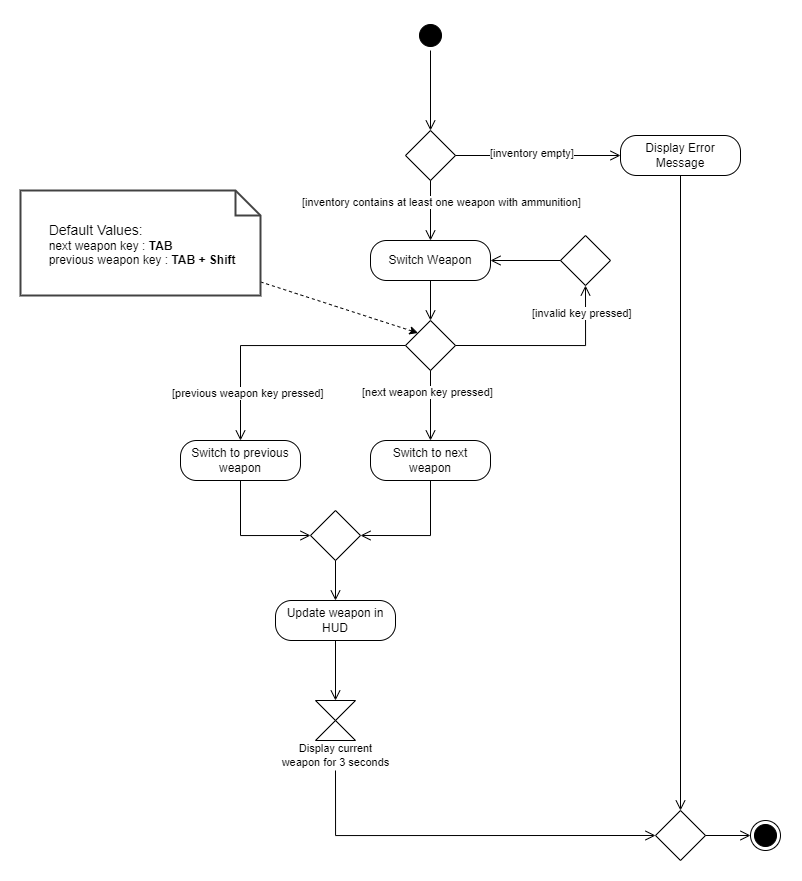 [inventory empty]
Display Error
Message
[inventory contains at least one weapon with ammunition]
Default Values:
next weapon key : TAB
previous weapon key : TAB + Shift
Switch Weapon
[invalid key pressed]
[previous weapon key pressed]
[next weapon key pressed]
Switch to previous
weapon
Switch to next
weapon
Update weapon in
HUD
Display current
weapon for 3 seconds